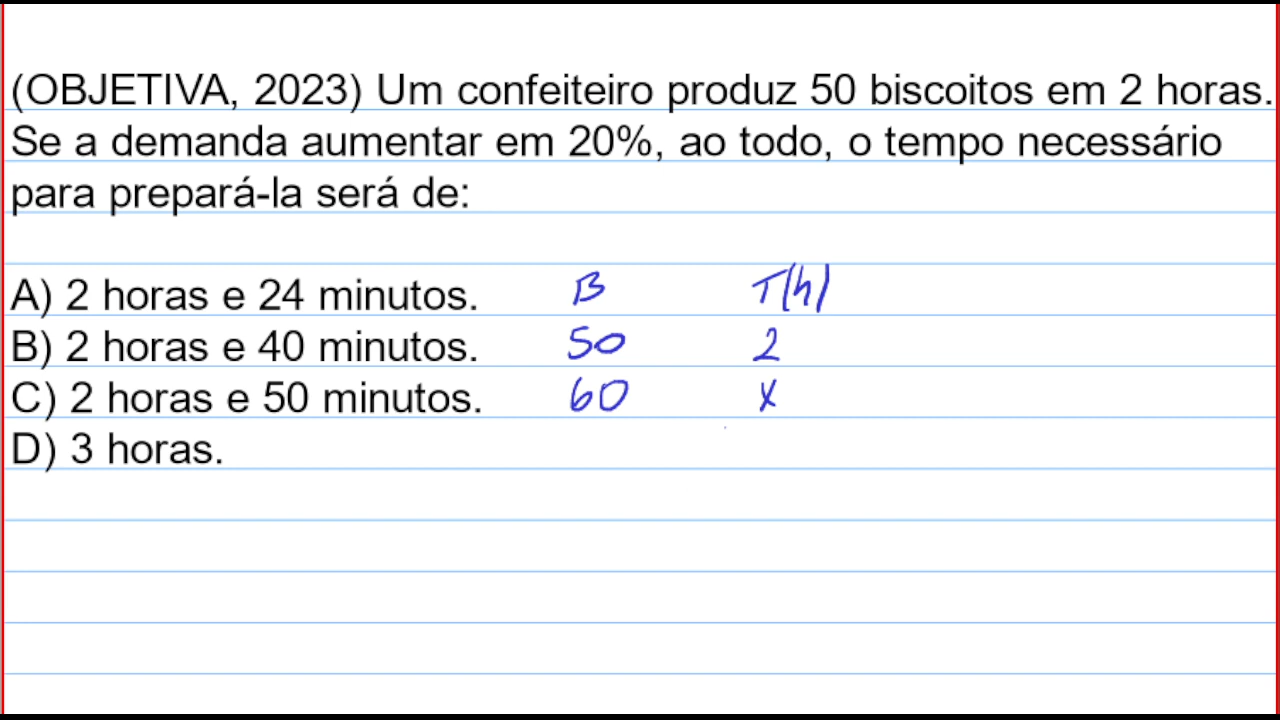 (OBJETIVA, 2023) Um confeiteiro produz 50 biscoitos em 2 horas.
Se a demanda aumentar em 20%, ao todo, o tempo necessário
para prepará-la será de:
A) 2 horas e 24 minutos.
B) 2 horas e 40 minutos.
C) 2 horas e 50 minutos.
D) 3 horas.
B T(h)
50 2
60 x